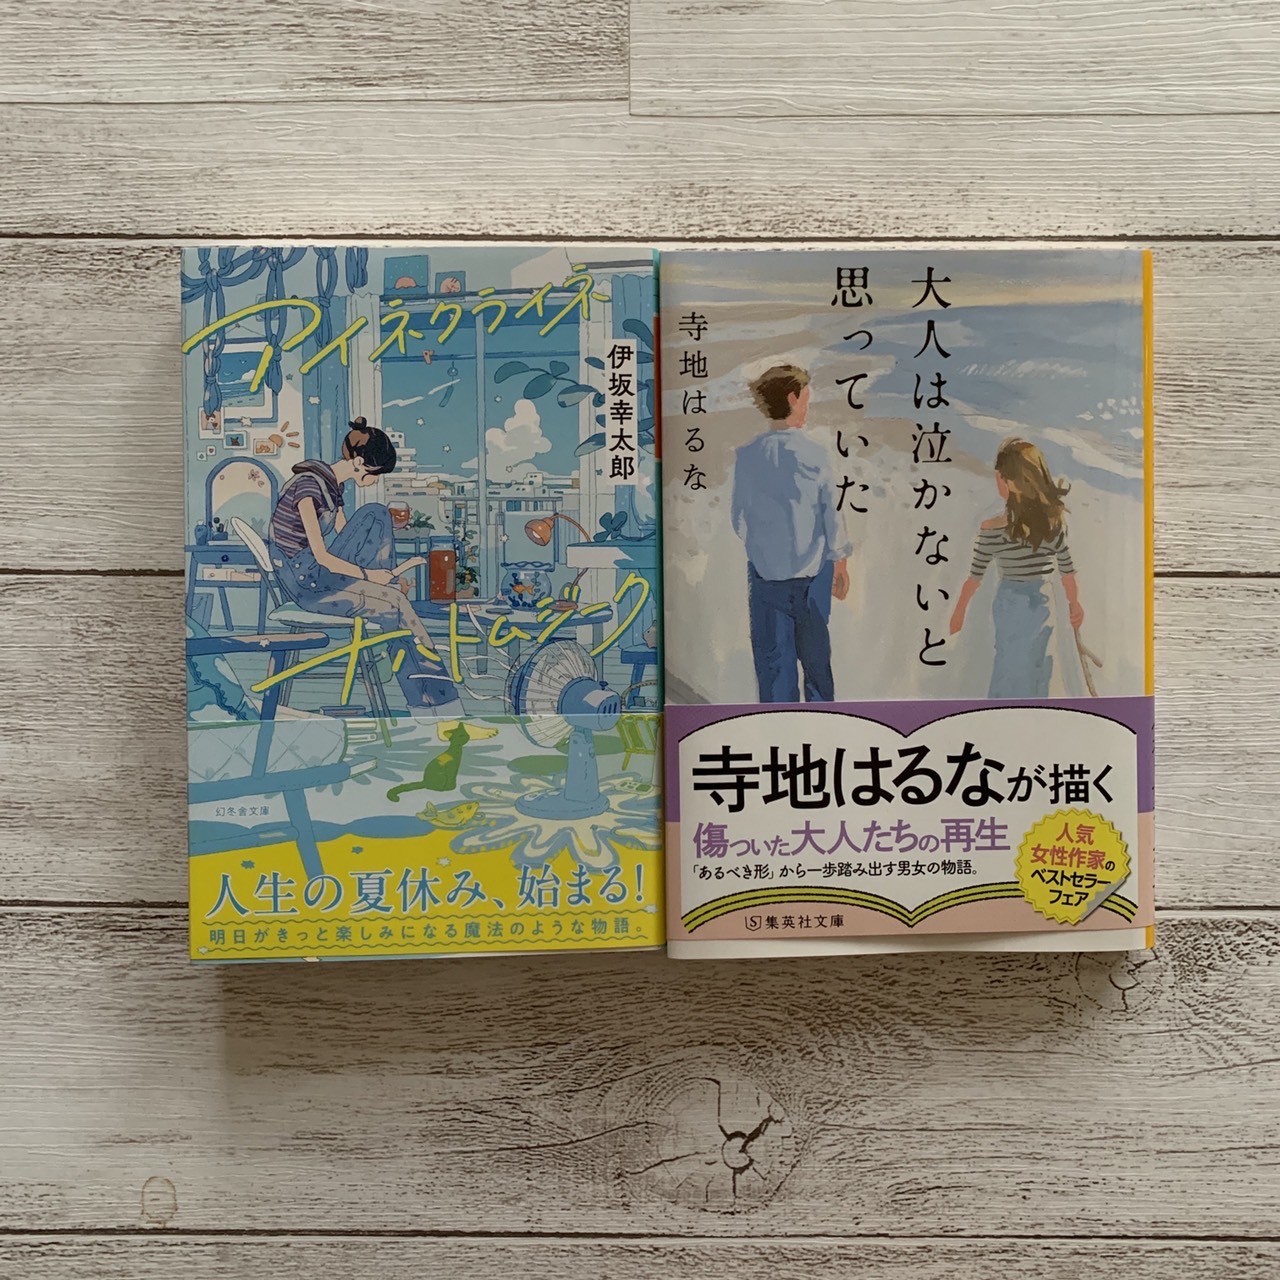 アイネクライネ
ナハトムジーク
伊坂幸太郎
幻冬舎文庫
人生の夏休み、始まる!
明日がきっと楽しみになる魔法のような物語。
大人は泣かないと
思っていた
寺地はるな
寺地はるなが描く
傷ついた大人たちの再生
「あるべき形」から一歩踏み出す男女の物語。
人気
女性作家の
ベストセラー
フェア
S 集英社文庫